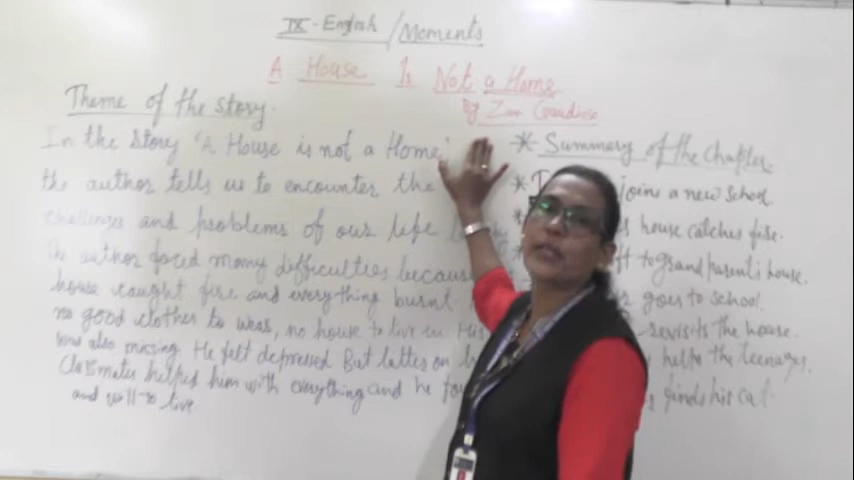 IX - English / Moments
A House Is Not a Home
By Zan Gaudioso
Theme of the story.
In the story 'A House is not a Home'
the author tells us to encounter the
challenges and problems of our life
The author faced many difficulties because
house caught fire and everything burnt
no good clothes to wear, no house to live in. His
was also missing. He felt depressed But latter on
Classmates helped him with everything and he
and will to live
* Summary of the Chapter.
* joins a new school.
* house catches fire.
* to grandparent's house.
goes to school.
revisits the house.
helps the teenager.
finds his cat.